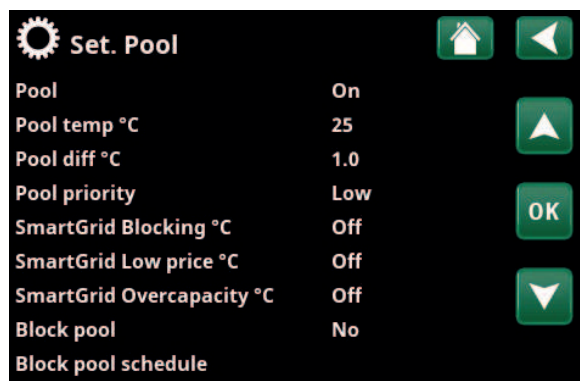 Set. Pool
Pool On
Pool temp °C 25
Pool diff °C 1.0
Pool priority Low
SmartGrid Blocking °C Off
OK
SmartGrid Low price °C Off
SmartGrid Overcapacity °C Off
Block pool No
Block pool schedule